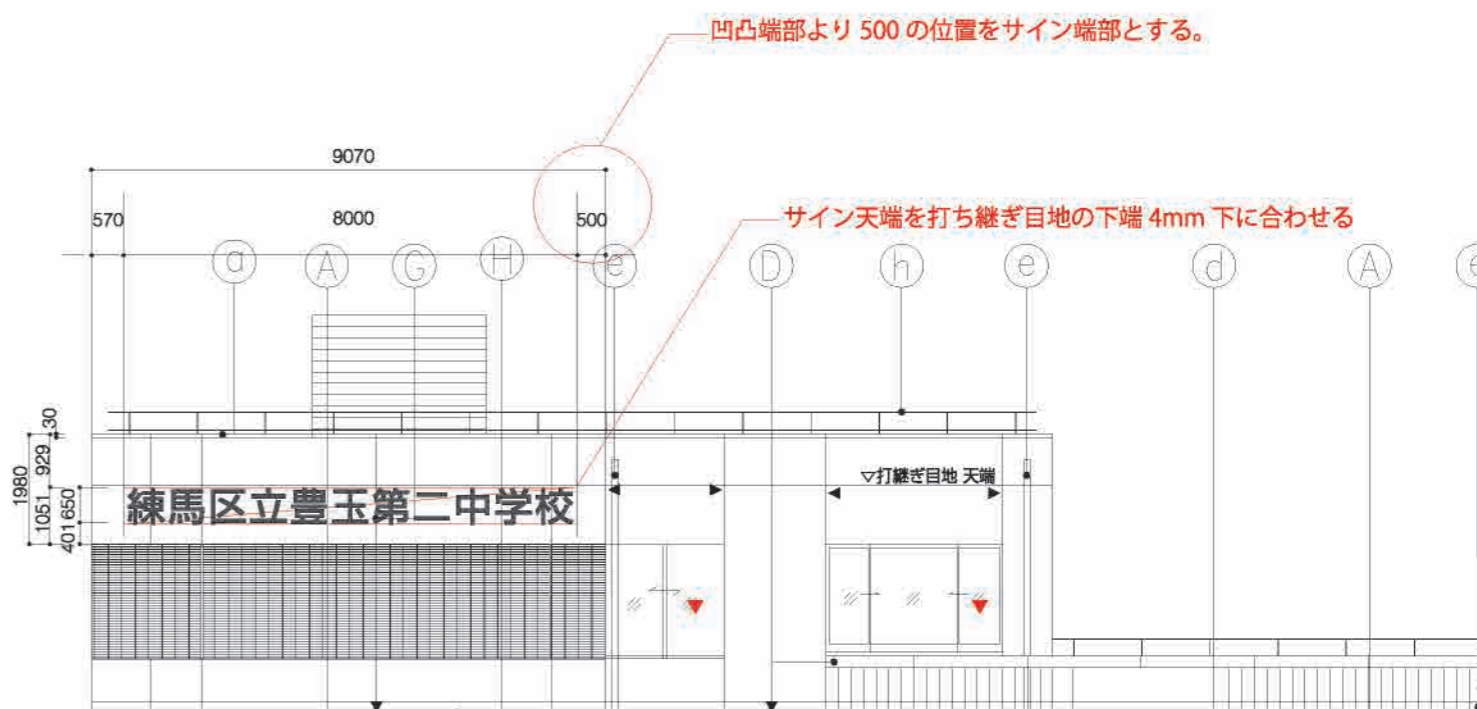 凹凸端部より 500 の位置をサイン端部とする。
9070
570
8000
500
サイン天端を打ち継ぎ目地の下端 4mm 下に合わせる
a
A
G
H
e
D
h
e
d
A
e
30
929
1980
1051
650
401
▽打継ぎ目地 天端
練馬区立豊玉第二中学校